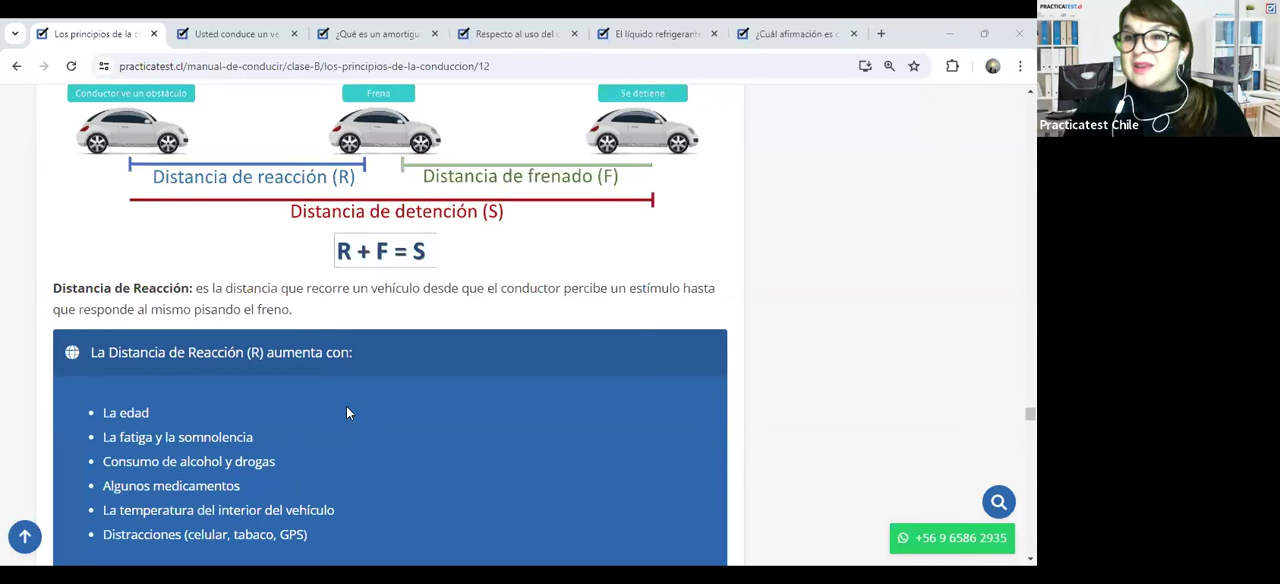 Los principios de la c
Usted conduce un ve
¿Qué es un amortigu
Respecto al uso del c
El líquido refrigerante
¿Cuál afirmación es c
PRACTICATEST.cl
practicatest.cl/manual-de-conducir/clase-B/los-principios-de-la-conduccion/12
Practicatest Chile
Conductor ve un obstáculo
Frena
Se detiene
Distancia de reacción (R)
Distancia de frenado (F)
Distancia de detención (S)
R + F = S
Distancia de Reacción: es la distancia que recorre un vehículo desde que el conductor percibe un estímulo hasta
que responde al mismo pisando el freno.
La Distancia de Reacción (R) aumenta con:
• La edad
• La fatiga y la somnolencia
• Consumo de alcohol y drogas
• Algunos medicamentos
• La temperatura del interior del vehículo
• Distracciones (celular, tabaco, GPS)
+56 9 6586 2935